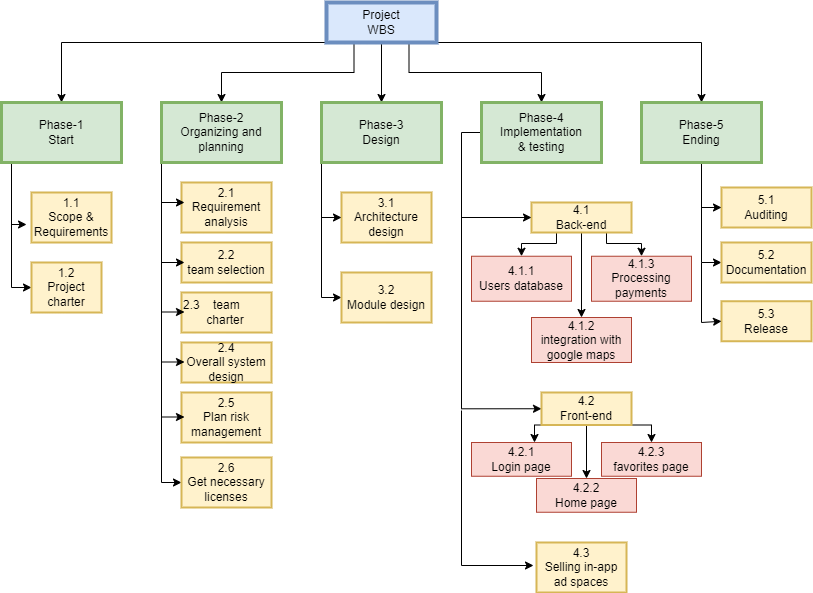 Project
WBS
Phase-1
Start
Phase-2
Organizing and
planning
Phase-3
Design
Phase-4
Implementation
& testing
Phase-5
Ending
1.1
Scope &
Requirements
1.2
Project
charter
2.1
Requirement
analysis
2.2
team selection
2.3 team
charter
2.4
Overall system
design
2.5
Plan risk
management
2.6
Get necessary
licenses
3.1
Architecture
design
3.2
Module design
4.1
Back-end
4.1.1
Users database
4.1.3
Processing
payments
4.1.2
integration with
google maps
4.2
Front-end
4.2.1
Login page
4.2.3
favorites page
4.2.2
Home page
4.3
Selling in-app
ad spaces
5.1
Auditing
5.2
Documentation
5.3
Release